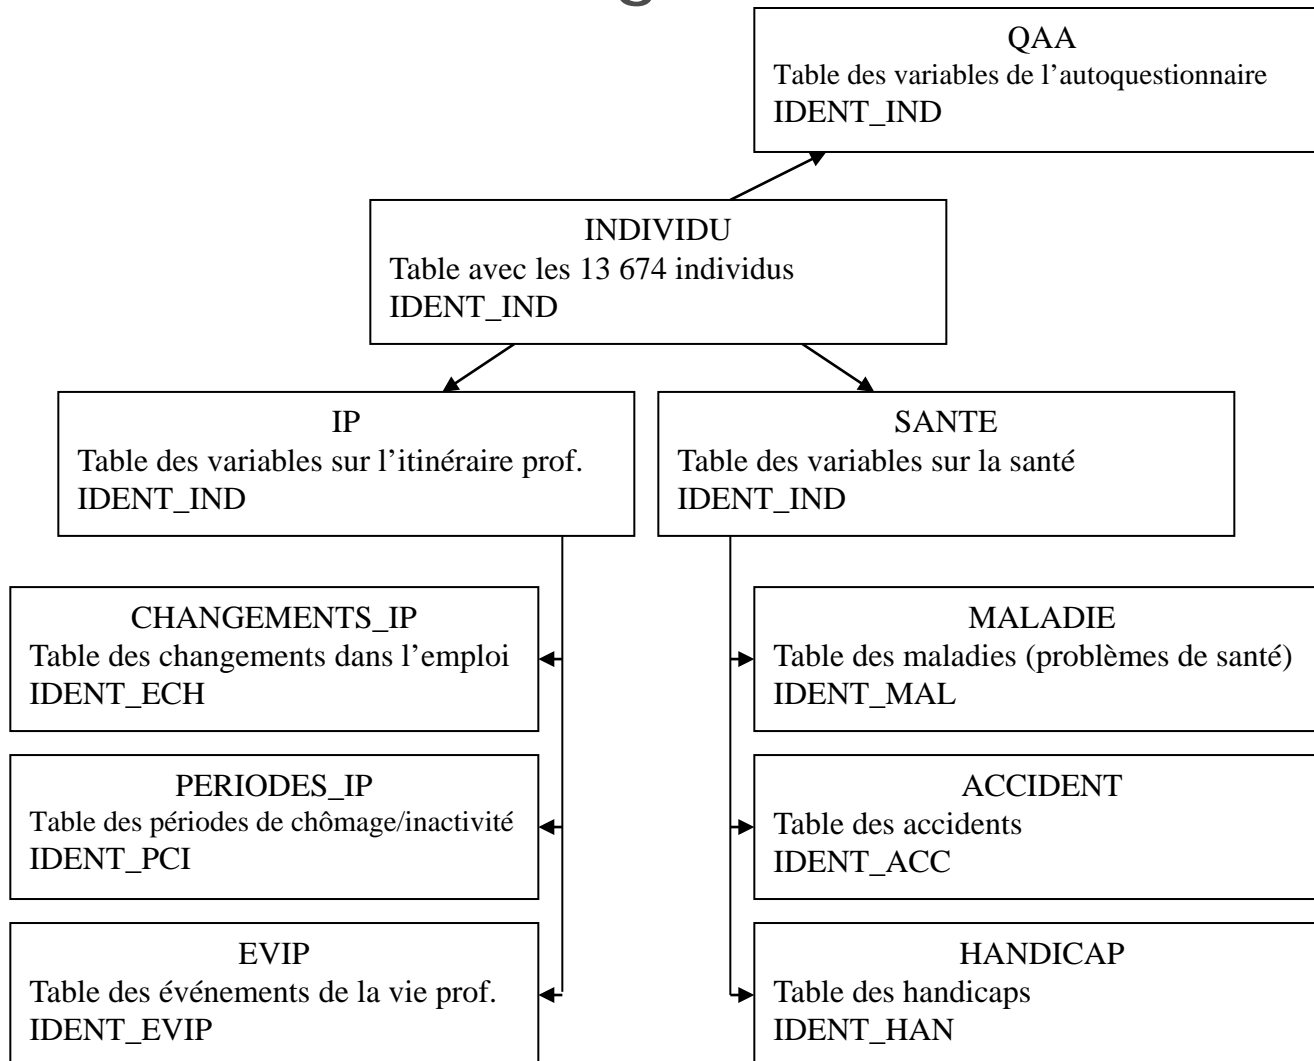 QAA
Table des variables de l’autoquestionnaire
IDENT_IND
INDIVIDU
Table avec les 13 674 individus
IDENT_IND
IP
Table des variables sur l’itinéraire prof.
IDENT_IND
SANTE
Table des variables sur la santé
IDENT_IND
CHANGEMENTS_IP
Table des changements dans l’emploi
IDENT_ECH
MALADIE
Table des maladies (problèmes de santé)
IDENT_MAL
PERIODES_IP
Table des périodes de chômage/inactivité
IDENT_PCI
ACCIDENT
Table des accidents
IDENT_ACC
EVIP
Table des événements de la vie prof.
IDENT_EVIP
HANDICAP
Table des handicaps
IDENT_HAN